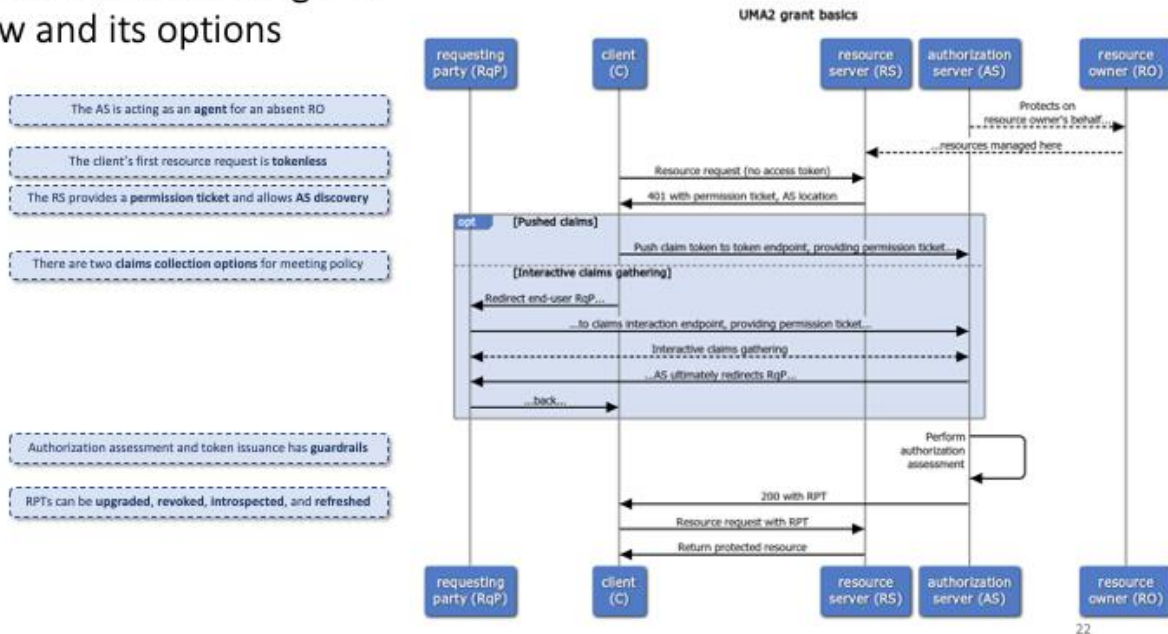 w and its options
The AS is acting as an agent for an absent RO
The client's first resource request is tokenless
The RS provides a permission ticket and allows AS discovery
There are two claims collection options for meeting policy
Authorization assessment and token issuance has guardrails
RPTs can be upgraded, revoked, introspected, and refreshed
UMA2 grant basics
requesting
party (RqP)
client
(C)
resource
server (RS)
authorization
server (AS)
resource
owner (RO)
Protects on
resource owner's behalf...
...resources managed here
Resource request (no access token)
401 with permission ticket, AS location
opt
[Pushed claims]
Push claim token to token endpoint, providing permission ticket...
[Interactive claims gathering]
Redirect end-user RqP...
...to claims interaction endpoint, providing permission ticket...
Interactive claims gathering
...AS ultimately redirects RqP...
...back...
Perform
authorization
assessment
200 with RPT
Resource request with RPT
Return protected resource
requesting
party (RqP)
client
(C)
resource
server (RS)
authorization
server (AS)
resource
owner (RO)
22